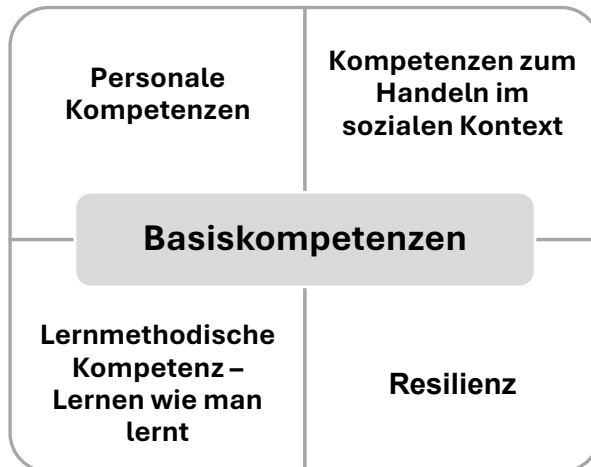 Personale
Kompetenzen
Kompetenzen zum
Handeln im
sozialen Kontext
Basiskompetenzen
Lernmethodische
Kompetenz –
Lernen wie man
lernt
Resilienz